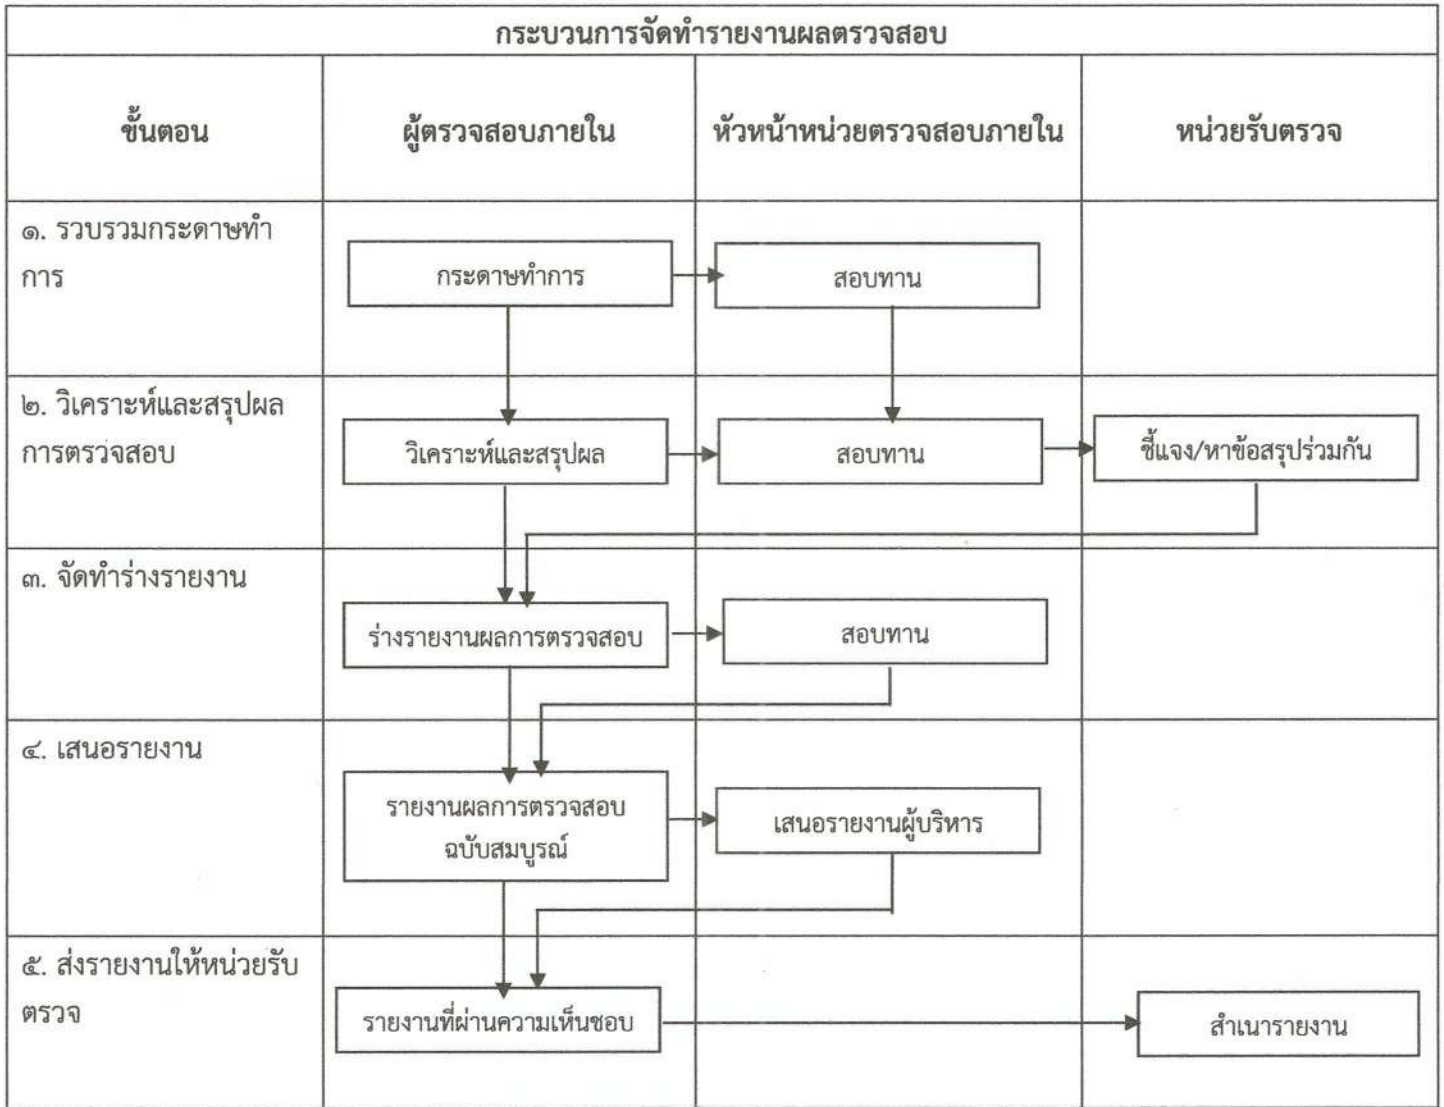 กระบวนการจัดทำรายงานผลตรวจสอบ
ขั้นตอน
ผู้ตรวจสอบภายใน
หัวหน้าหน่วยตรวจสอบภายใน
หน่วยรับตรวจ
๑. รวบรวมกระดาษทำ
การ
กระดาษทำการ
สอบทาน
๒. วิเคราะห์และสรุปผล
การตรวจสอบ
วิเคราะห์และสรุปผล
สอบทาน
ชี้แจง/หาข้อสรุปร่วมกัน
๓. จัดทำร่างรายงาน
ร่างรายงานผลการตรวจสอบ
สอบทาน
๔. เสนอรายงาน
รายงานผลการตรวจสอบ
ฉบับสมบูรณ์
เสนอรายงานผู้บริหาร
๕. ส่งรายงานให้หน่วยรับ
ตรวจ
รายงานที่ผ่านความเห็นชอบ
สำเนารายงาน